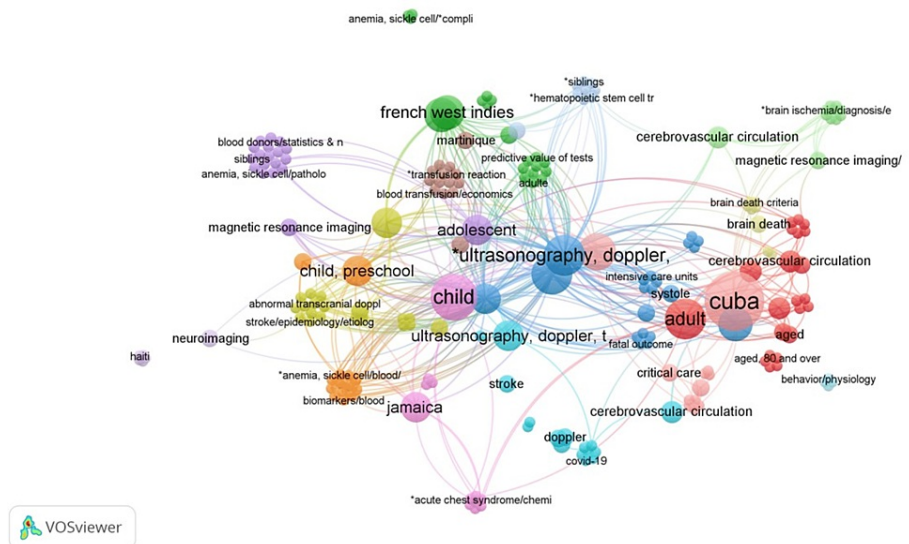 anemia, sickle cell/*compli
*siblings
*hematopoietic stem cell tr
french west indies
*brain ischemia/diagnosis/e
martinique
cerebrovascular circulation
blood donors/statistics & n
siblings
predictive value of tests
magnetic resonance imaging/
anemia, sickle cell/patholo
*transfusion reaction
adulte
blood transfusion/economics
brain death criteria
magnetic resonance imaging
adolescent
brain death
*ultrasonography, doppler,
cerebrovascular circulation
child, preschool
intensive care units
systole
child
cuba
abnormal transcranial doppl
adult
stroke/epidemiology/etiolog
neuroimaging
ultrasonography, doppler, t
fatal outcome
aged
haiti
aged, 80 and over
*anemia, sickle cell/blood/
critical care
behavior/physiology
stroke
biomarkers/blood
jamaica
cerebrovascular circulation
doppler
covid-19
*acute chest syndrome/chemi
VOSviewer